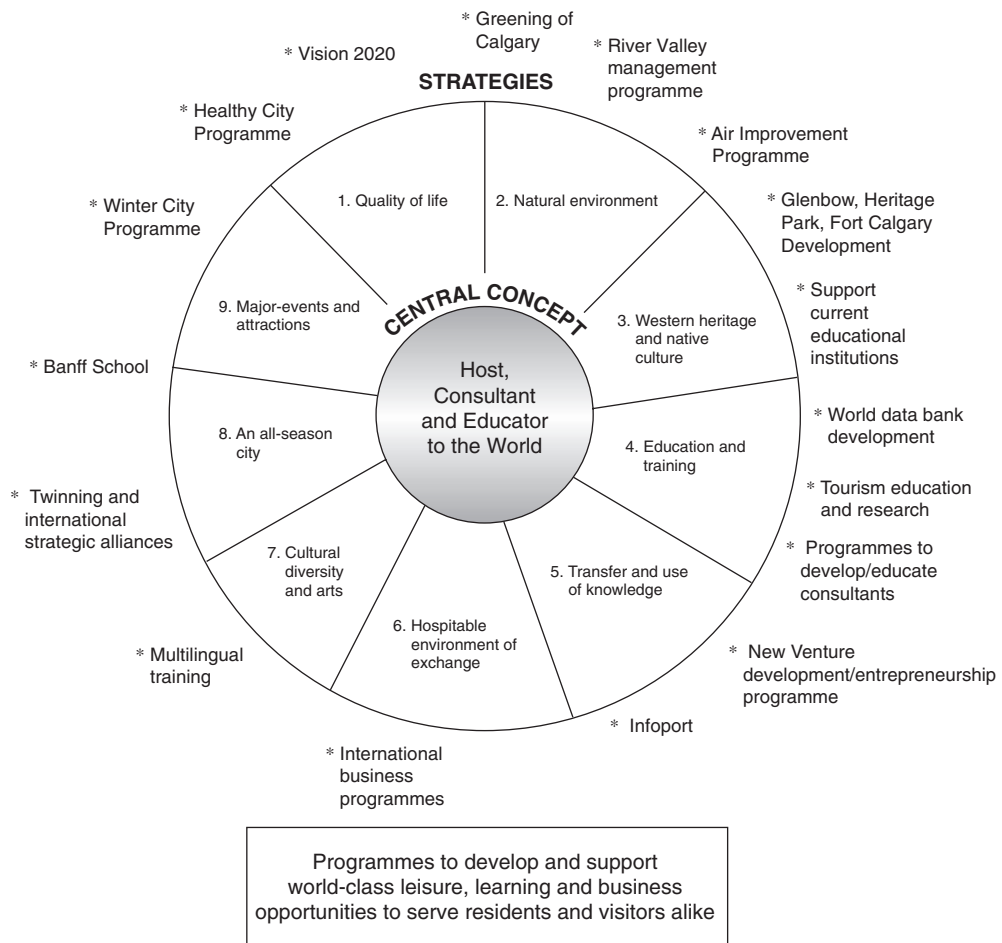 * Greening of
Calgary
* Vision 2020
* River Valley
management
programme
STRATEGIES
* Healthy City
Programme
* Air Improvement
Programme
* Winter City
Programme
* Glenbow, Heritage
Park, Fort Calgary
Development
* Support
current
educational
institutions
* Banff School
* World data bank
development
* Twinning and
international
strategic alliances
* Tourism education
and research
* Programmes to
develop/educate
consultants
* Multilingual
training
* New Venture
development/entrepreneurship
programme
* Infoport
* International
business
programmes
1. Quality of life
2. Natural environment
3. Western heritage
and native
culture
4. Education and
training
5. Transfer and use
of knowledge
6. Hospitable
environment of
exchange
7. Cultural
diversity
and arts
8. An all-season
city
9. Major-events and
attractions
CENTRAL CONCEPT
Host,
Consultant
and Educator
to the World
Programmes to develop and support
world-class leisure, learning and business
opportunities to serve residents and visitors alike